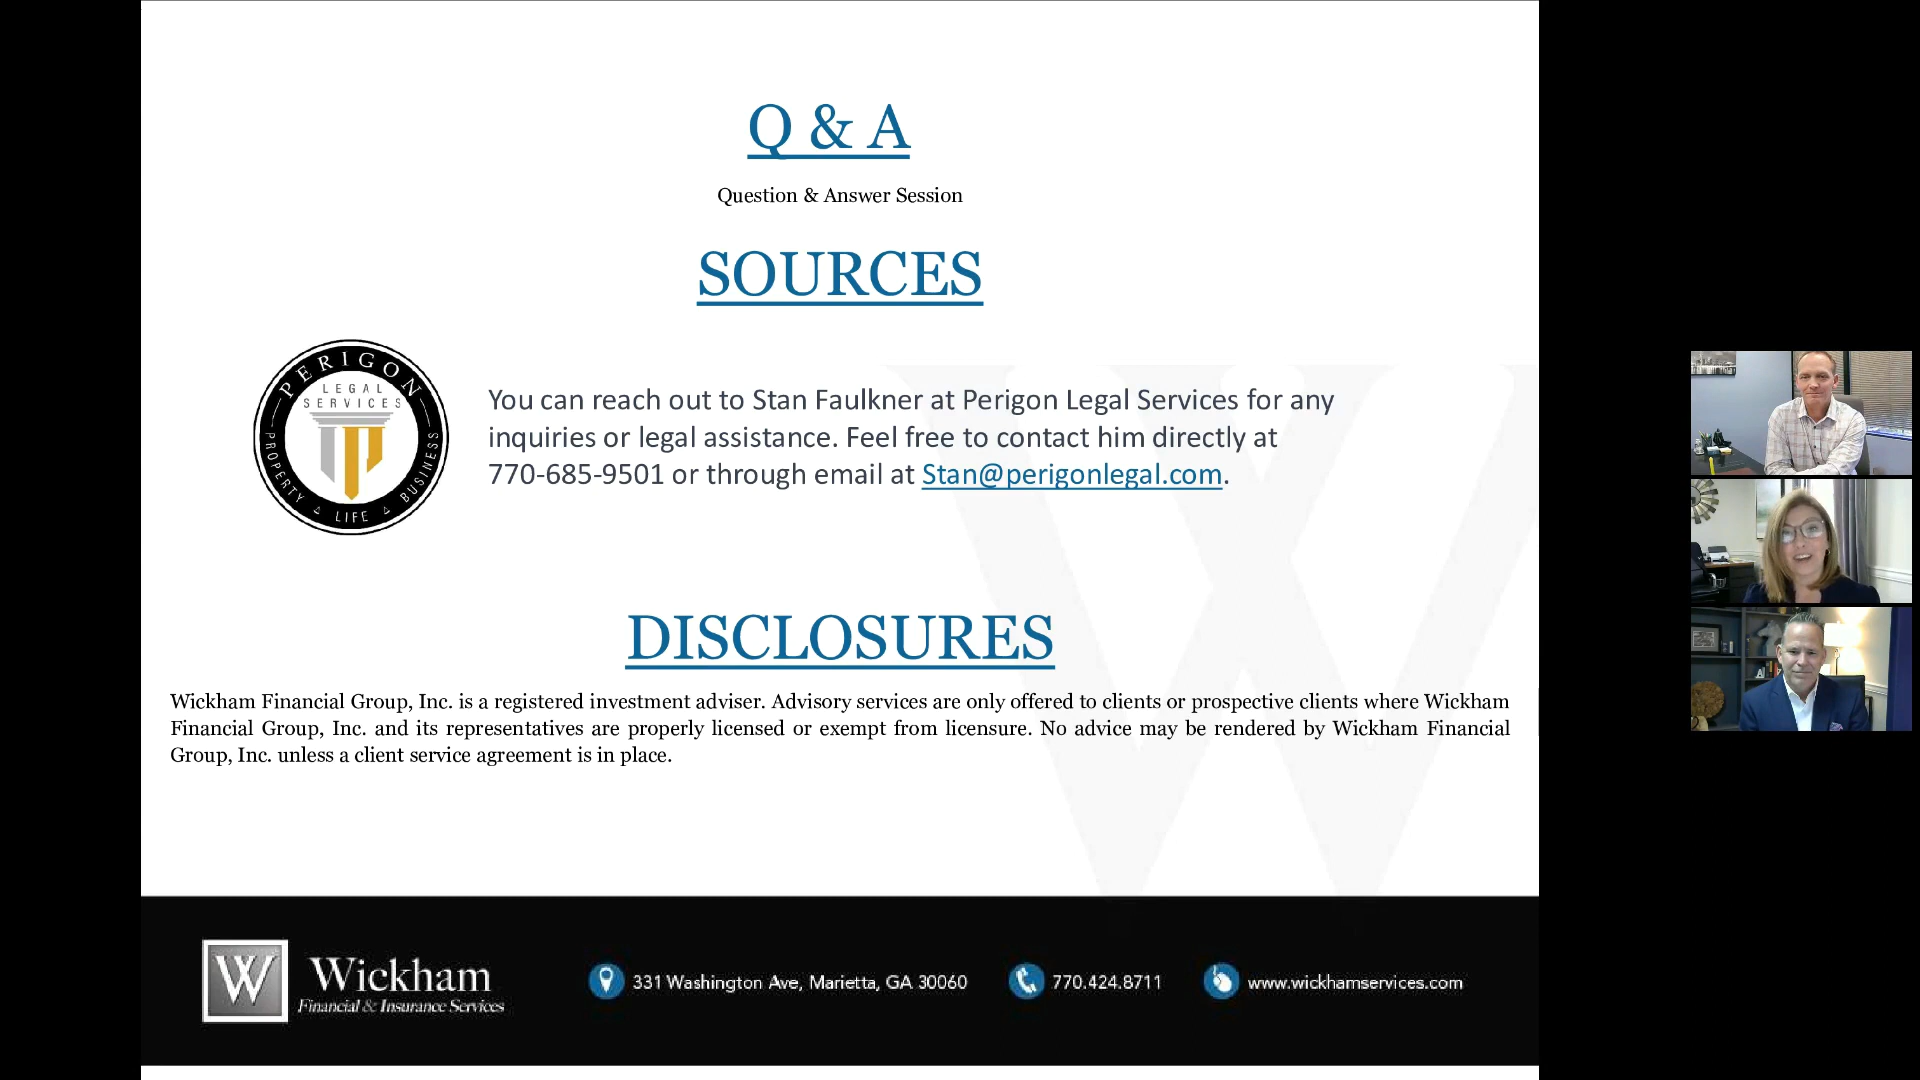 Q & A
Question & Answer Session
SOURCES
PERIGON
LEGAL
SERVICES
PROPERTY LIFE BUSINESS
You can reach out to Stan Faulkner at Perigon Legal Services for any
inquiries or legal assistance. Feel free to contact him directly at
770-685-9501 or through email at Stan@perigonlegal.com.
DISCLOSURES
Wickham Financial Group, Inc. is a registered investment adviser. Advisory services are only offered to clients or prospective clients where Wickham
Financial Group, Inc. and its representatives are properly licensed or exempt from licensure. No advice may be rendered by Wickham Financial
Group, Inc. unless a client service agreement is in place.
W
Wickham
Financial & Insurance Services
331 Washington Ave, Marietta, GA 30060
770.424.8711
www.wickhamservices.com